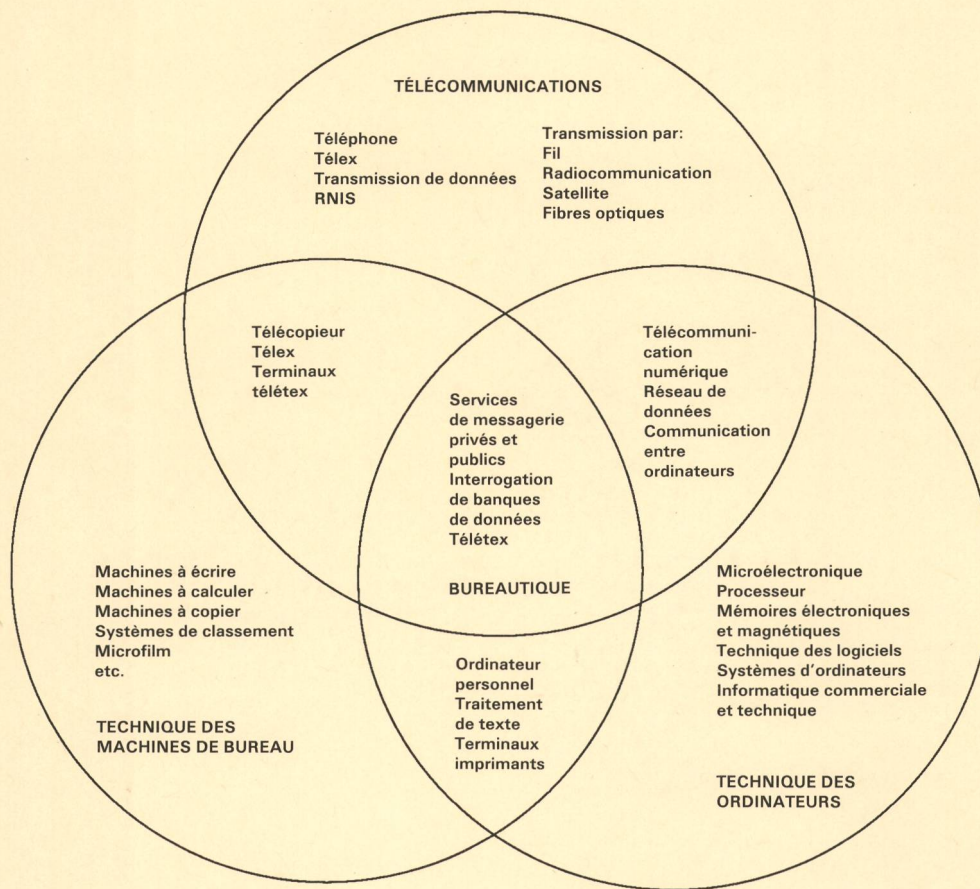 TÉLÉCOMMUNICATIONS
Téléphone
Télex
Transmission de données
RNIS
Transmission par:
Fil
Radiocommunication
Satellite
Fibres optiques
Télécopieur
Télex
Terminaux
télétex
Services
de messagerie
privés et
publics
Interrogation
de banques
de données
Télétex
BUREAUTIQUE
Télécommuni-
cation
numérique
Réseau de
données
Communication
entre
ordinateurs
Machines à écrire
Machines à calculer
Machines à copier
Systèmes de classement
Microfilm
etc.
TECHNIQUE DES
MACHINES DE BUREAU
Ordinateur
personnel
Traitement
de texte
Terminaux
imprimants
Microélectronique
Processeur
Mémoires électroniques
et magnétiques
Technique des logiciels
Systèmes d'ordinateurs
Informatique commerciale
et technique
TECHNIQUE DES
ORDINATEURS